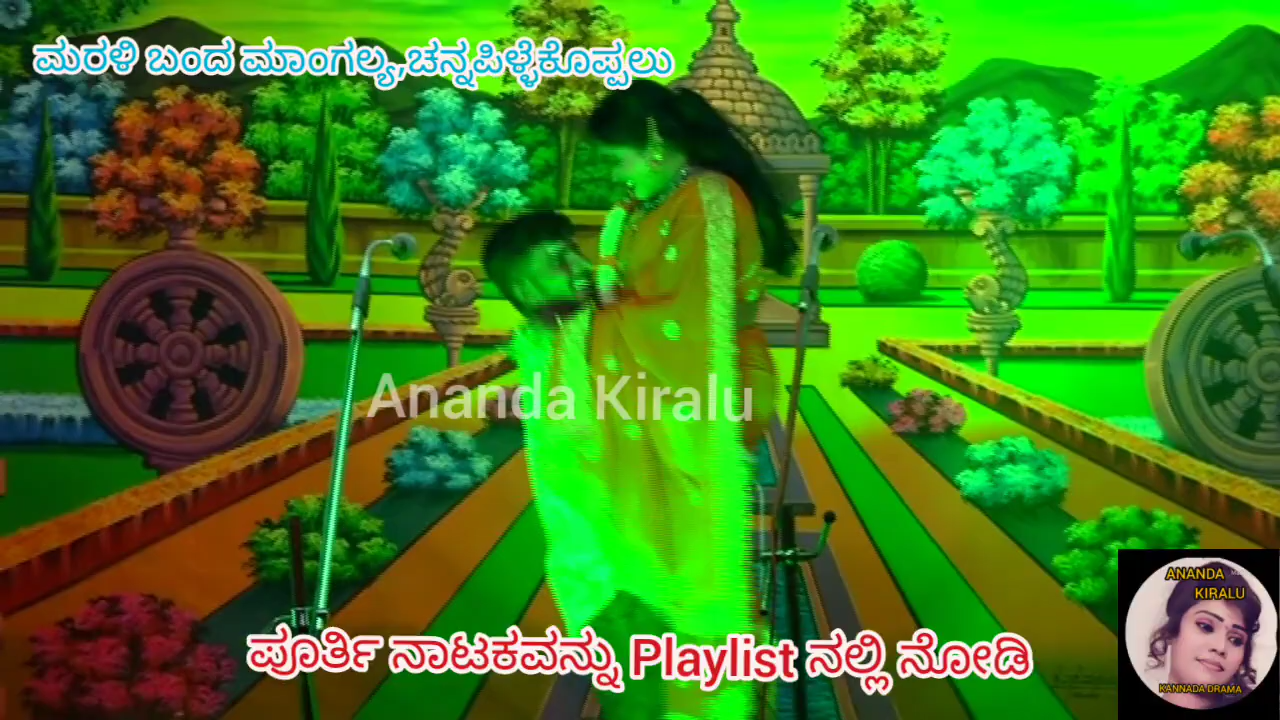 ಮರಳಿ ಬಂದ ಮಾಂಗಲ್ಯ,ಚನ್ನಪಿಳ್ಳೆಕೊಪ್ಪಲು
Ananda Kiralu
ANANDA
KIRALU
KANNADA DRAMA
ಪೂರ್ತಿ ನಾಟಕವನ್ನು Playlist ನಲ್ಲಿ ನೋಡಿ